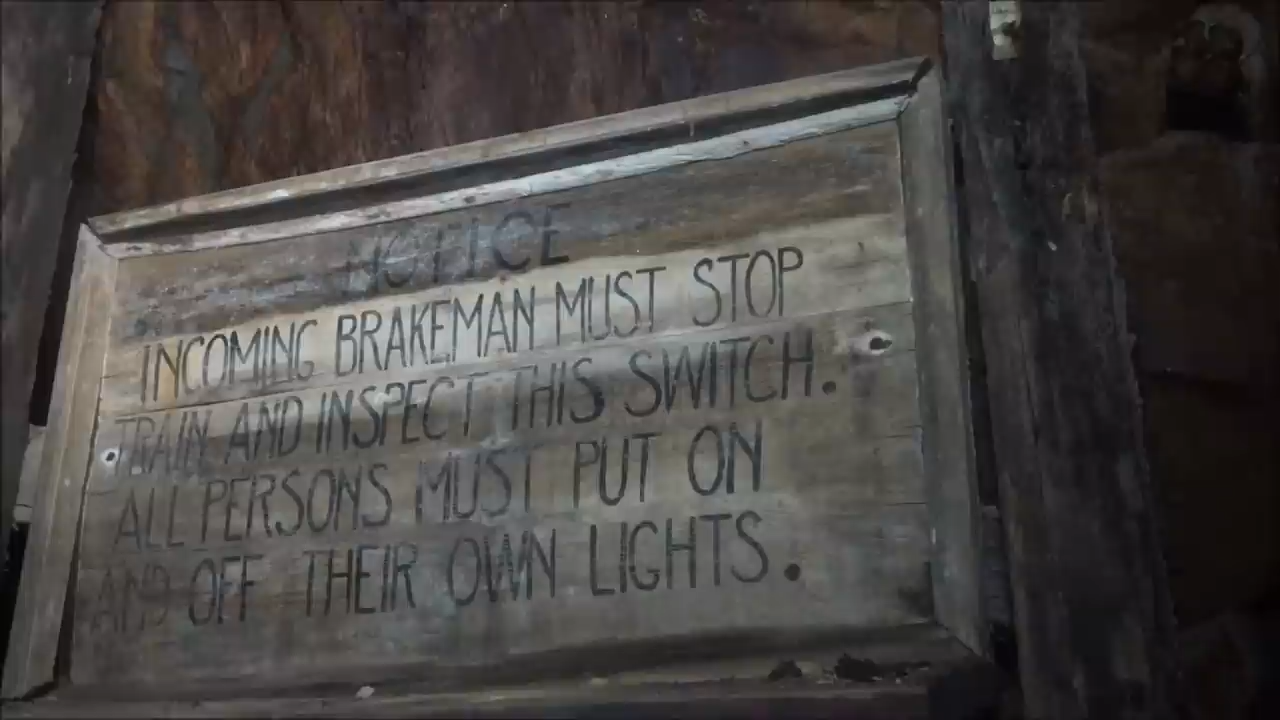 NOTICE
INCOMING BRAKEMAN MUST STOP
TRAIN AND INSPECT THIS SWITCH.
ALL PERSONS MUST PUT ON
AND OFF THEIR OWN LIGHTS.